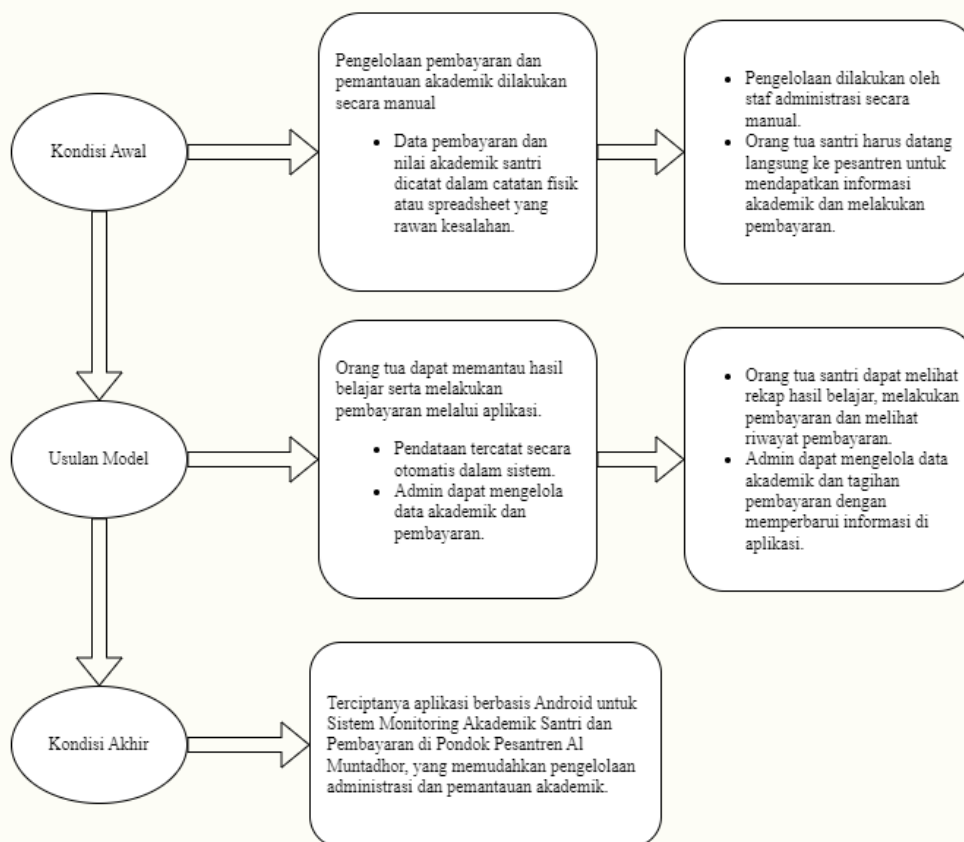 Kondisi Awal
Pengelolaan pembayaran dan
pemantauan akademik dilakukan
secara manual
• Data pembayaran dan
nilai akademik santri
dicatat dalam catatan fisik
atau spreadsheet yang
rawan kesalahan.
• Pengelolaan dilakukan oleh
staf administrasi secara
manual.
• Orang tua santri harus datang
langsung ke pesantren untuk
mendapatkan informasi
akademik dan melakukan
pembayaran.
Usulan Model
Orang tua dapat memantau hasil
belajar serta melakukan
pembayaran melalui aplikasi.
• Pendataan tercatat secara
otomatis dalam sistem.
• Admin dapat mengelola
data akademik dan
pembayaran.
• Orang tua santri dapat melihat
rekap hasil belajar, melakukan
pembayaran dan melihat
riwayat pembayaran.
• Admin dapat mengelola data
akademik dan tagihan
pembayaran dengan
memperbarui informasi di
aplikasi.
Kondisi Akhir
Terciptanya aplikasi berbasis Android untuk
Sistem Monitoring Akademik Santri dan
Pembayaran di Pondok Pesantren Al
Muntadhor, yang memudahkan pengelolaan
administrasi dan pemantauan akademik.